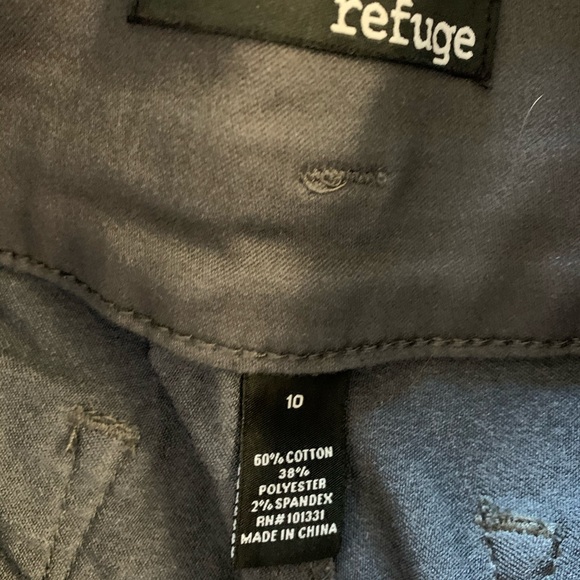 refuge
10
60% COTTON
38%
POLYESTER
2% SPANDEX
RN# 101331
MADE IN CHINA